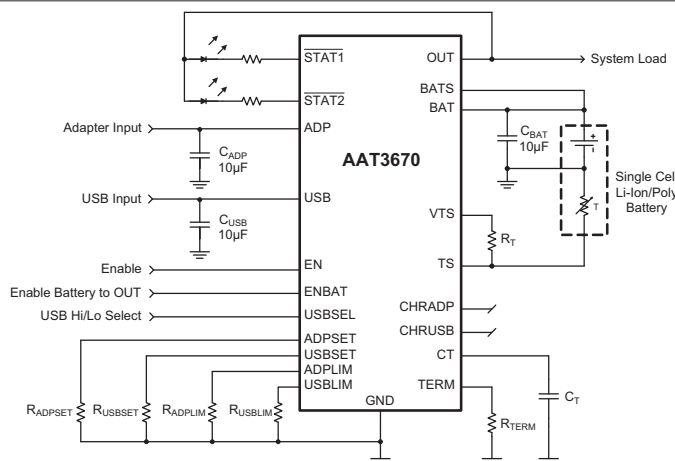 STAT1
OUT
System Load
BATS
STAT2
BAT
Adapter Input
ADP
CADP
10µF
AAT3670
CBAT
10µF
+
Single Cel
Li-Ion/Poly
Battery
T
USB Input
USB
CUSB
10µF
VTS
RT
Enable
EN
TS
Enable Battery to OUT
ENBAT
USB Hi/Lo Select
USBSEL
CHRADP
ADPSET
CHRUSB
USBSET
CT
ADPLIM
USBLIM
TERM
GND
RADPSET
RUSBSET
RADPLIM
RUSBLIM
RTERM
CT